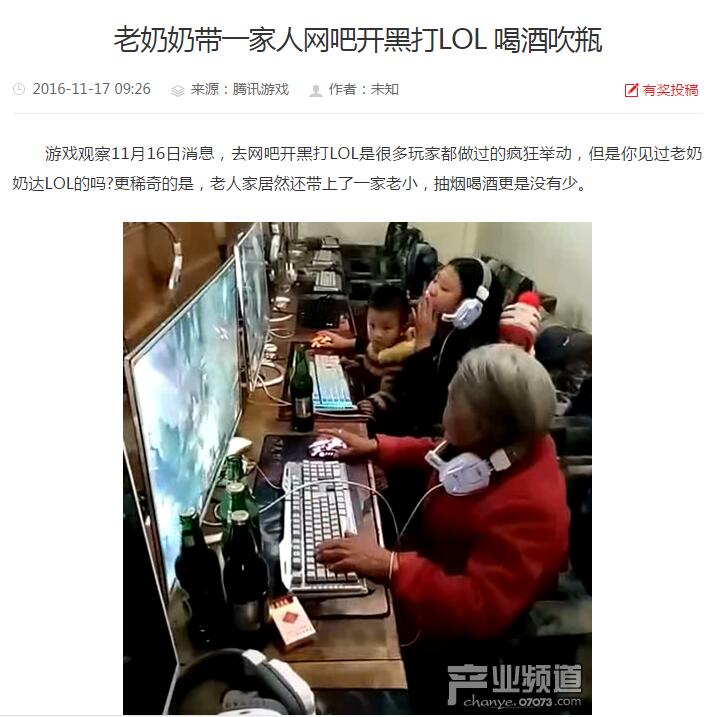 老奶奶带一家人网吧开黑打LOL 喝酒吹瓶
2016-11-17 09:26 来源：腾讯游戏 作者：未知 有奖投稿
游戏观察11月16日消息，去网吧开黑打LOL是很多玩家都做过的疯狂举动，但是你见过老奶
奶达LOL的吗?更稀奇的是，老人家居然还带上了一家老小，抽烟喝酒更是没有少。
产业频道
chanye.07073.com